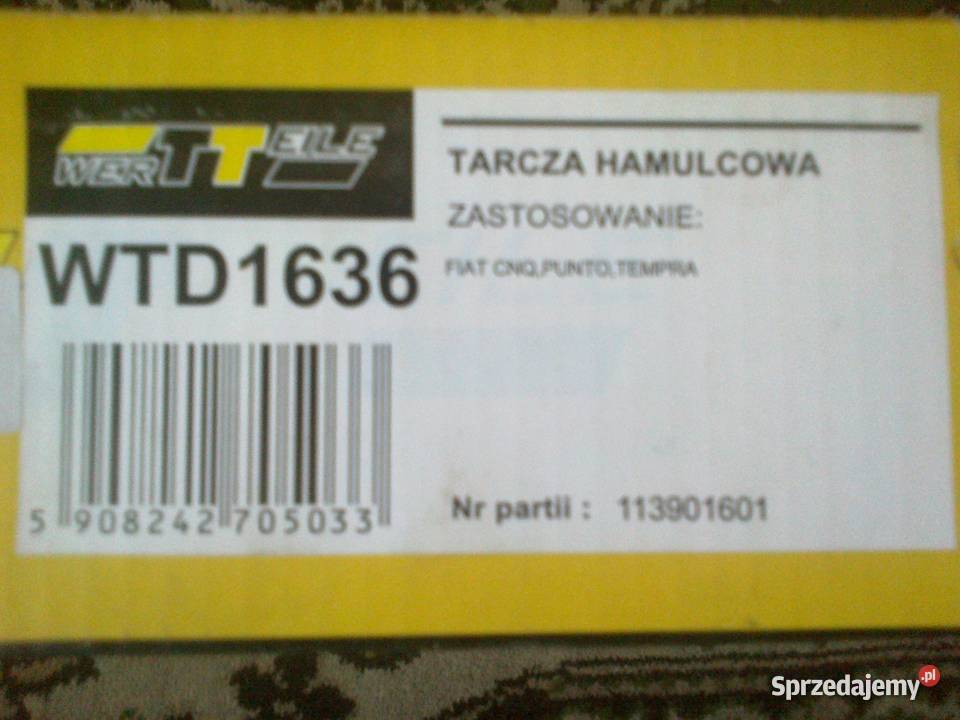 WERTTEILE
TARCZA HAMULCOWA
ZASTOSOWANIE:
WTD1636
FIAT CNQ,PUNTO,TEMPRA
5 908242 705033
Nr partii : 113901601
Sprzedajemy.pl